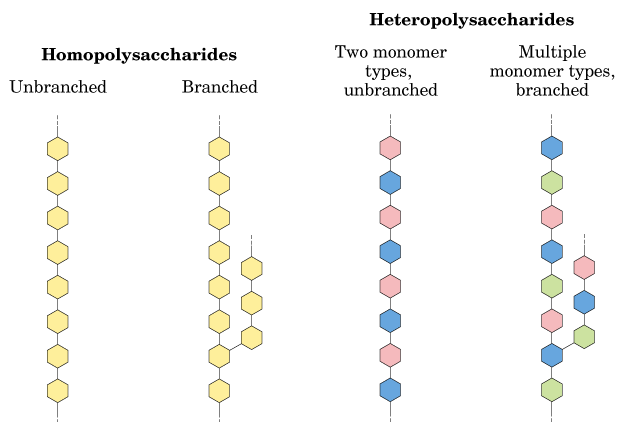 Heteropolysaccharides
Homopolysaccharides
Unbranched
Branched
Two monomer
types,
unbranched
Multiple
monomer types,
branched